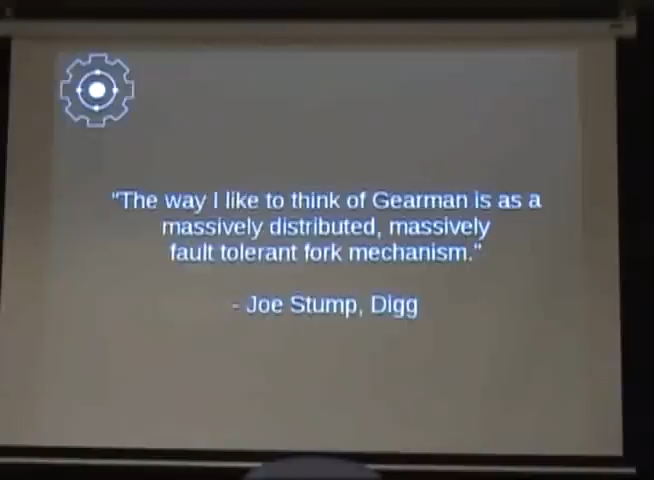 "The way I like to think of Gearman is as a
massively distributed, massively
fault tolerant fork mechanism."
- Joe Stump, Digg